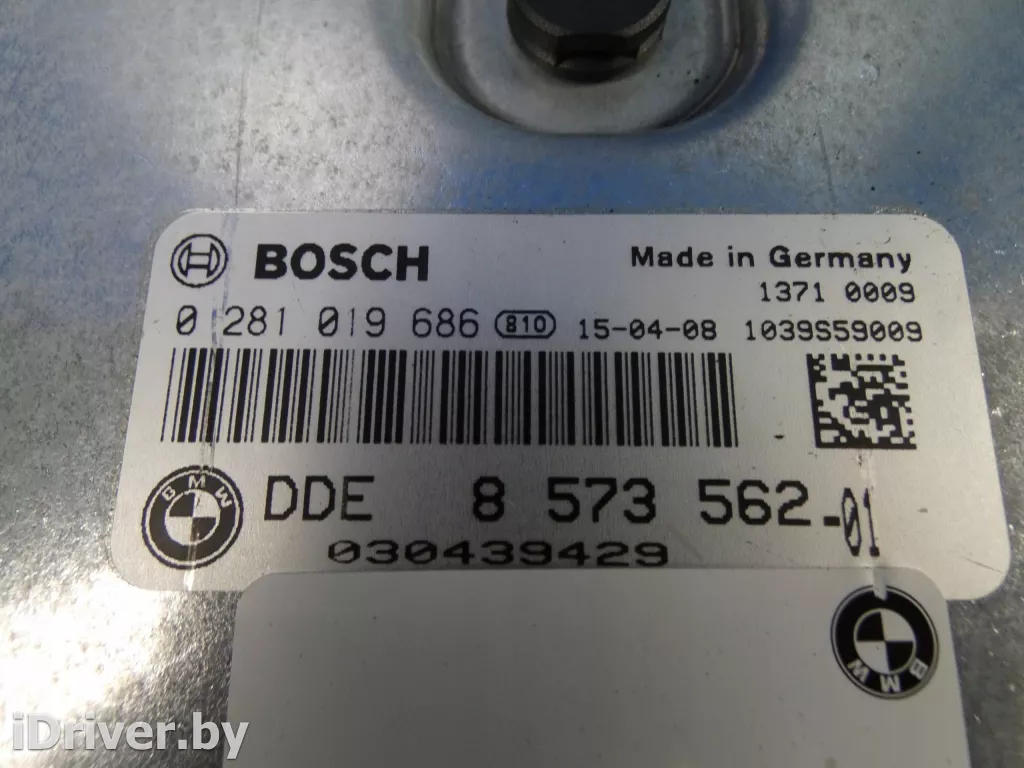 BOSCH
Made in Germany
1371 0009
0 281 019 686 810 15-04-08 1039S59009
BMW
DDE 8 573 562-01
030439429
BMW
iDriver.by